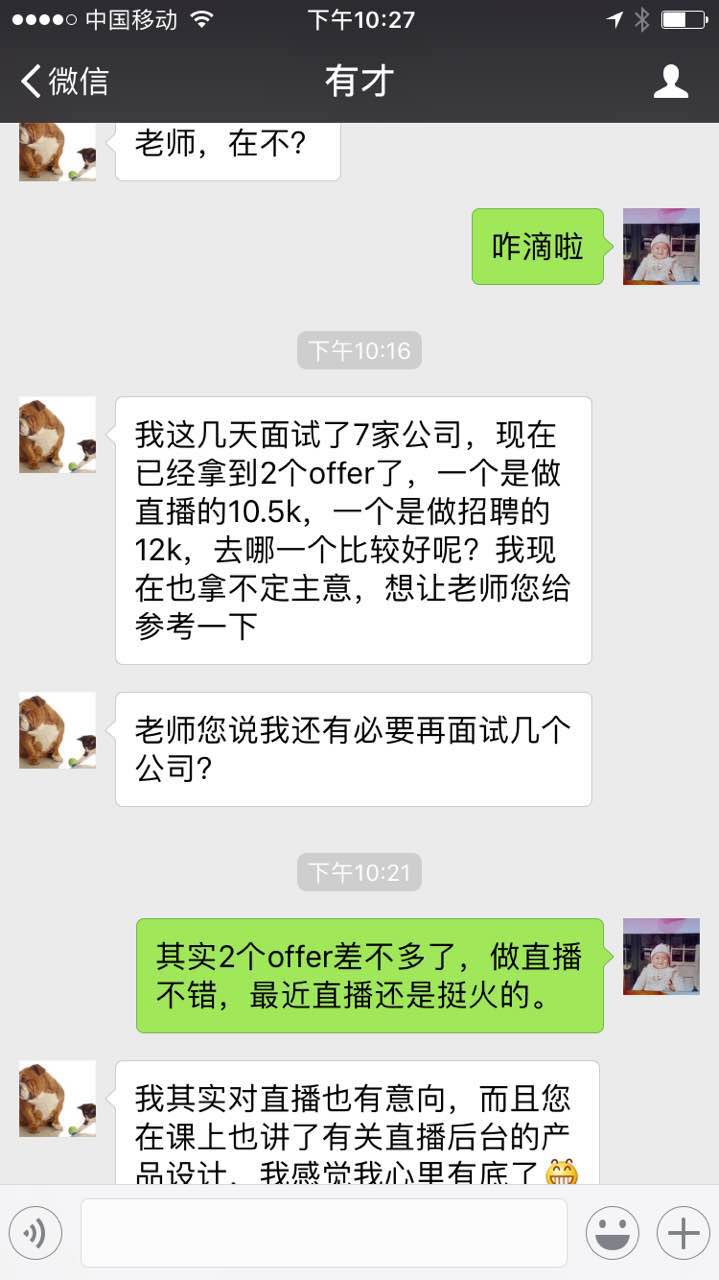 中国移动 下午10:27
微信 有才
老师，在不？
咋滴啦
下午10:16
我这几天面试了7家公司，现在
已经拿到2个offer了，一个是做
直播的10.5k，一个是做招聘的
12k，去哪一个比较好呢？我现
在也拿不定主意，想让老师您给
参考一下
老师您说我还有必要再面试几个
公司？
下午10:21
其实2个offer差不多了，做直播
不错，最近直播还是挺火的。
我其实对直播也有意向，而且您
在课上也讲了有关直播后台的产
品设计，我感觉我心里有底了😁